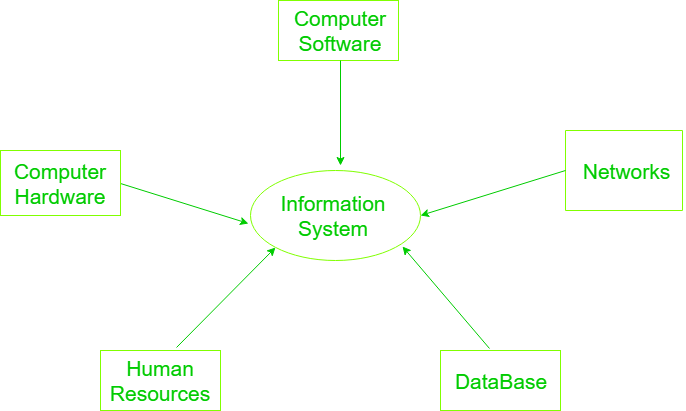 Computer
Software
Computer
Hardware
Networks
Information
System
Human
Resources
DataBase